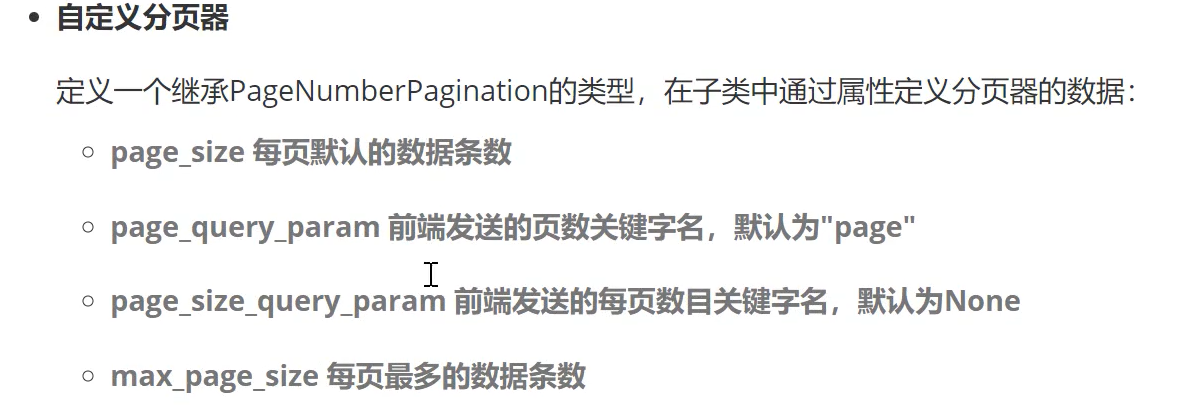 自定义分页器
定义一个继承PageNumberPagination的类型，在子类中通过属性定义分页器的数据：
page_size 每页默认的数据条数
page_query_param 前端发送的页数关键字名，默认为"page"
page_size_query_param 前端发送的每页数目关键字名，默认为None
max_page_size 每页最多的数据条数